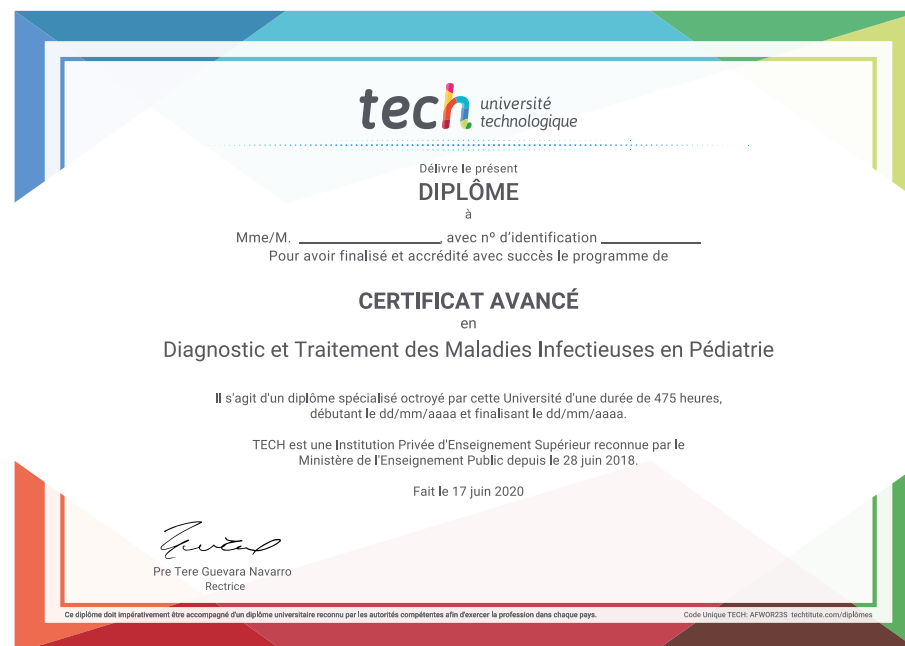 tech université
technologique
Délivre le présent
DIPLÔME
à
Mme/M. ____________, avec nº d'identification ____________
Pour avoir finalisé et accrédité avec succès le programme de
CERTIFICAT AVANCÉ
en
Diagnostic et Traitement des Maladies Infectieuses en Pédiatrie
Il s'agit d'un diplôme spécialisé octroyé par cette Université d'une durée de 475 heures,
débutant le dd/mm/aaaa et finalisant le dd/mm/aaaa.
TECH est une Institution Privée d'Enseignement Supérieur reconnue par le
Ministère de l'Enseignement Public depuis le 28 juin 2018.
Fait le 17 juin 2020
Pre Tere Guevara Navarro
Rectrice
Ce diplôme doit impérativement être accompagné d'un diplôme universitaire reconnu par les autorités compétentes afin d'exercer la profession dans chaque pays.
Code Unique TECH: AFWOR23S techtitute.com/diplômes